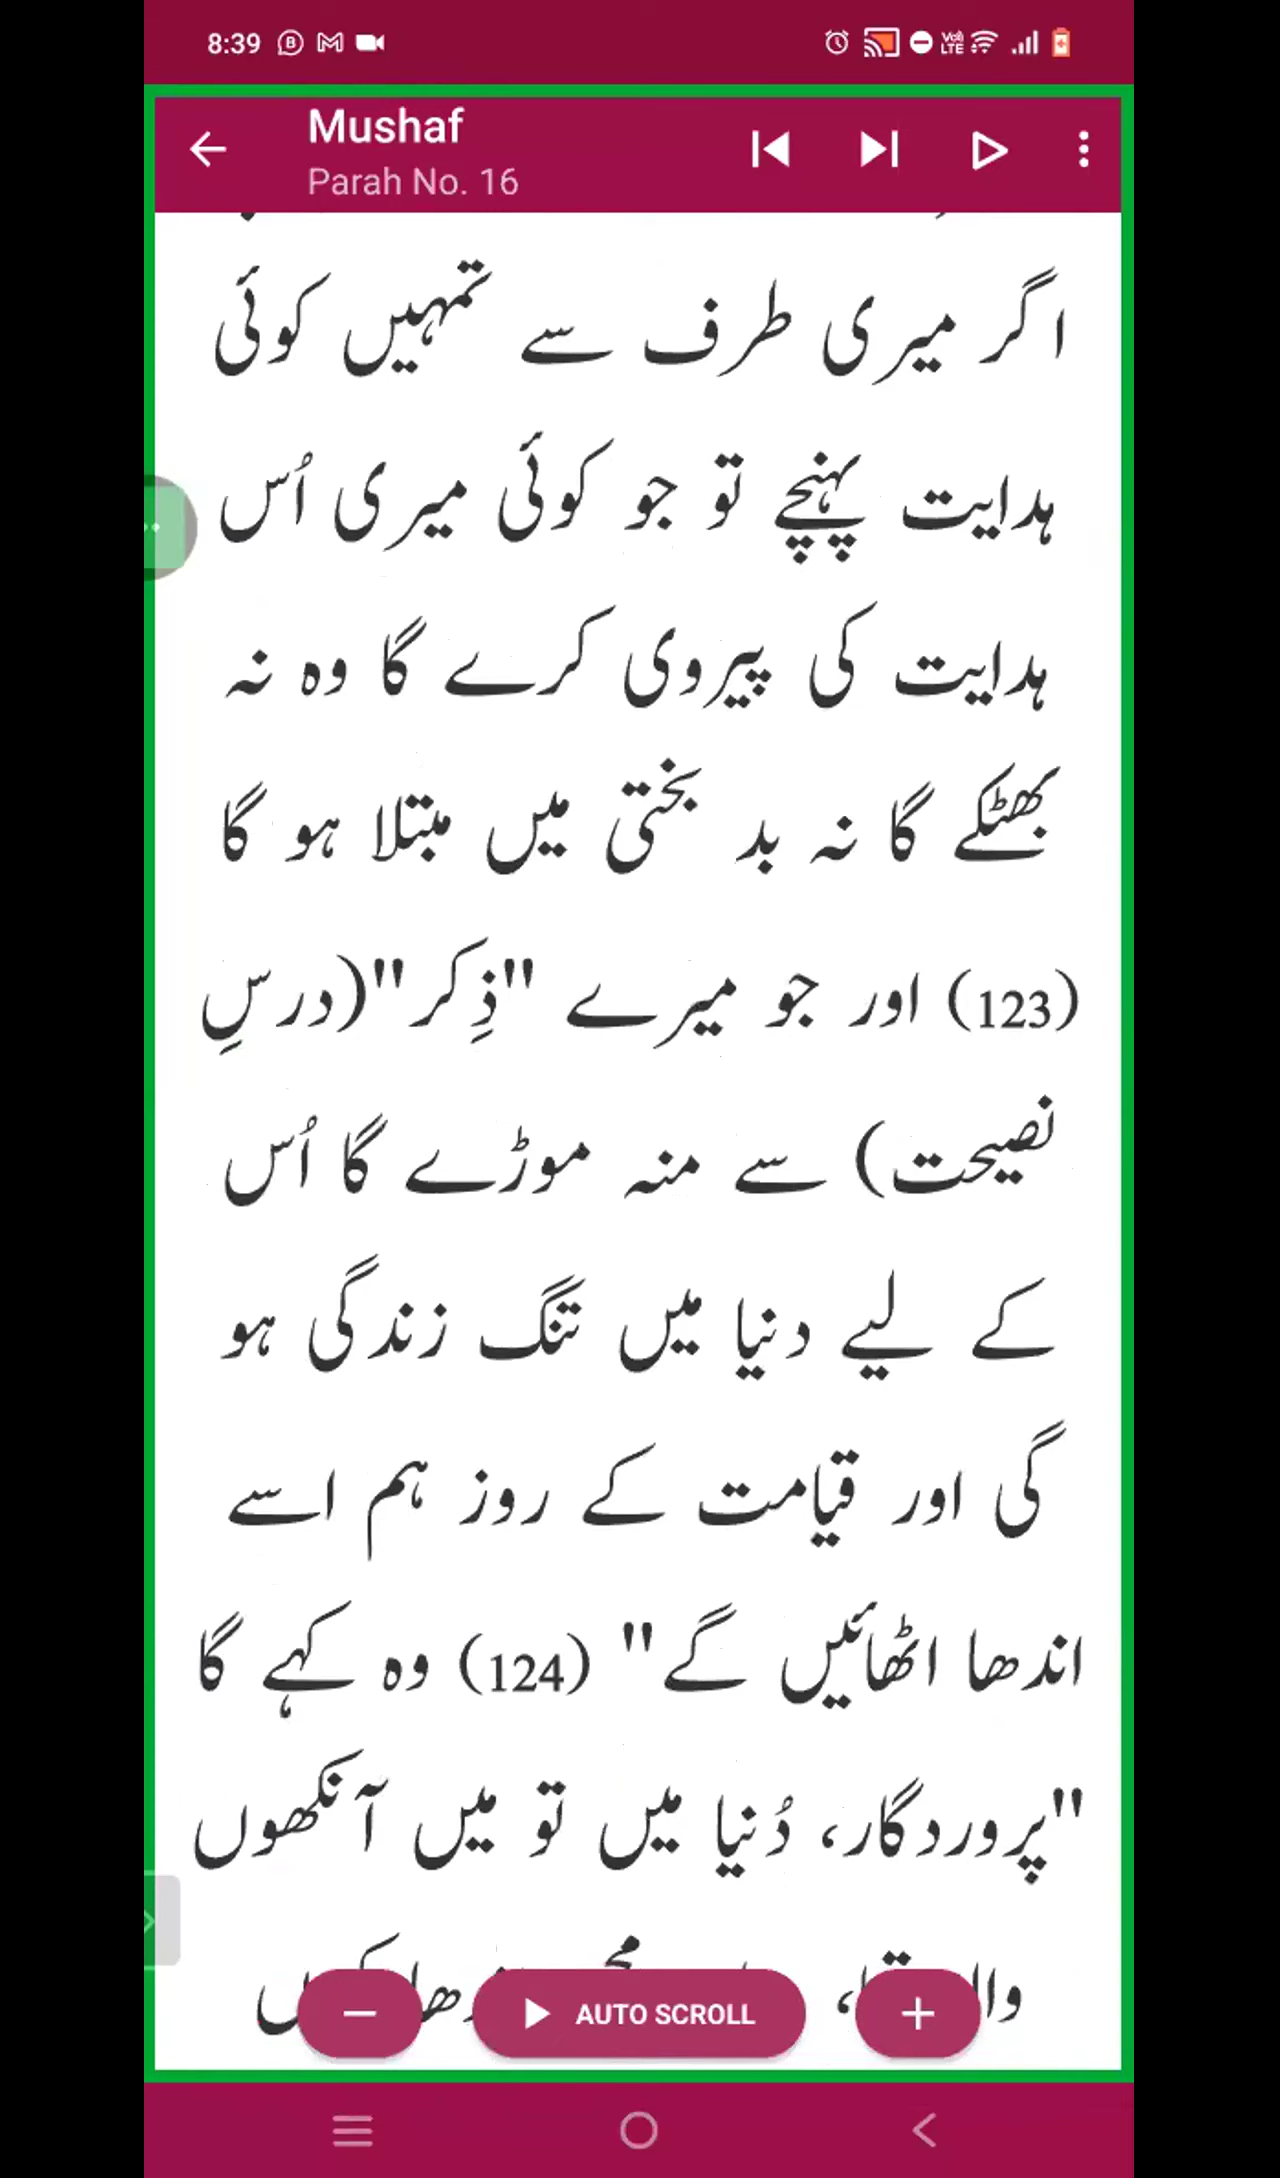 8:39
Mushaf
Parah No. 16
اگر میری طرف سے تمہیں کوئی
ہدایت پہنچے تو جو کوئی میری اُس
ہدایت کی پیروی کرے گا وہ نہ
بھٹکے گا نہ بد بختی میں مبتلا ہو گا
(123) اور جو میرے "ذِکر"(درسِ
نصیحت) سے منہ موڑے گا اُس
کے لیے دنیا میں تنگ زندگی ہو
گی اور قیامت کے روز ہم اسے
اندھا اٹھائیں گے" (124) وہ کہے گا
"پروردگار، دُنیا میں تو میں آنکھوں
AUTO SCROLL